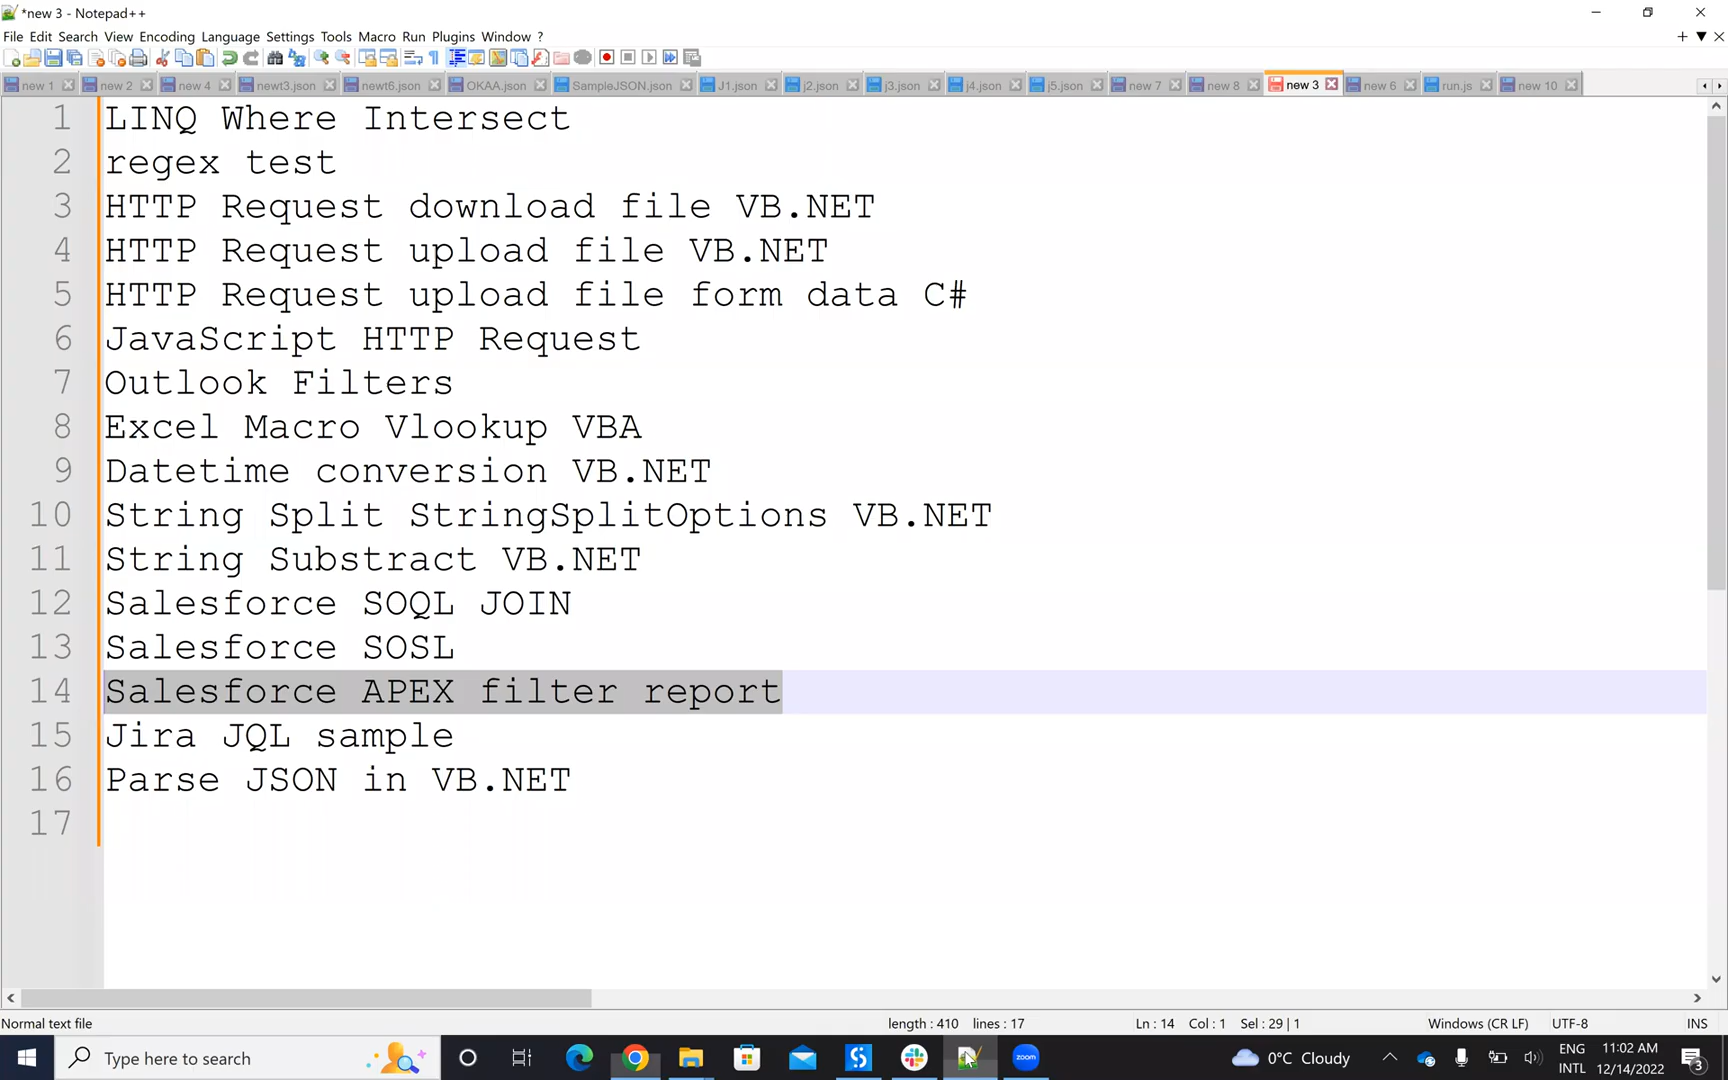 *new 3 - Notepad++
File Edit Search View Encoding Language Settings Tools Macro Run Plugins Window ?
new 1 new 2 new 4 newt3.json newt6.json OKAA.json SampleJSON.json J1.json j2.json j3.json j4.json j5.json new 7 new 8 new 3 new 6 run.js new 10
1 LINQ Where Intersect
2 regex test
3 HTTP Request download file VB.NET
4 HTTP Request upload file VB.NET
5 HTTP Request upload file form data C#
6 JavaScript HTTP Request
7 Outlook Filters
8 Excel Macro Vlookup VBA
9 Datetime conversion VB.NET
10 String Split StringSplitOptions VB.NET
11 String Substract VB.NET
12 Salesforce SOQL JOIN
13 Salesforce SOSL
14 Salesforce APEX filter report
15 Jira JQL sample
16 Parse JSON in VB.NET
17
Normal text file length : 410 lines : 17 Ln : 14 Col : 1 Sel : 29 | 1 Windows (CR LF) UTF-8 INS
Type here to search zoom 0°C Cloudy ENG 11:02 AM
INTL 12/14/2022 3